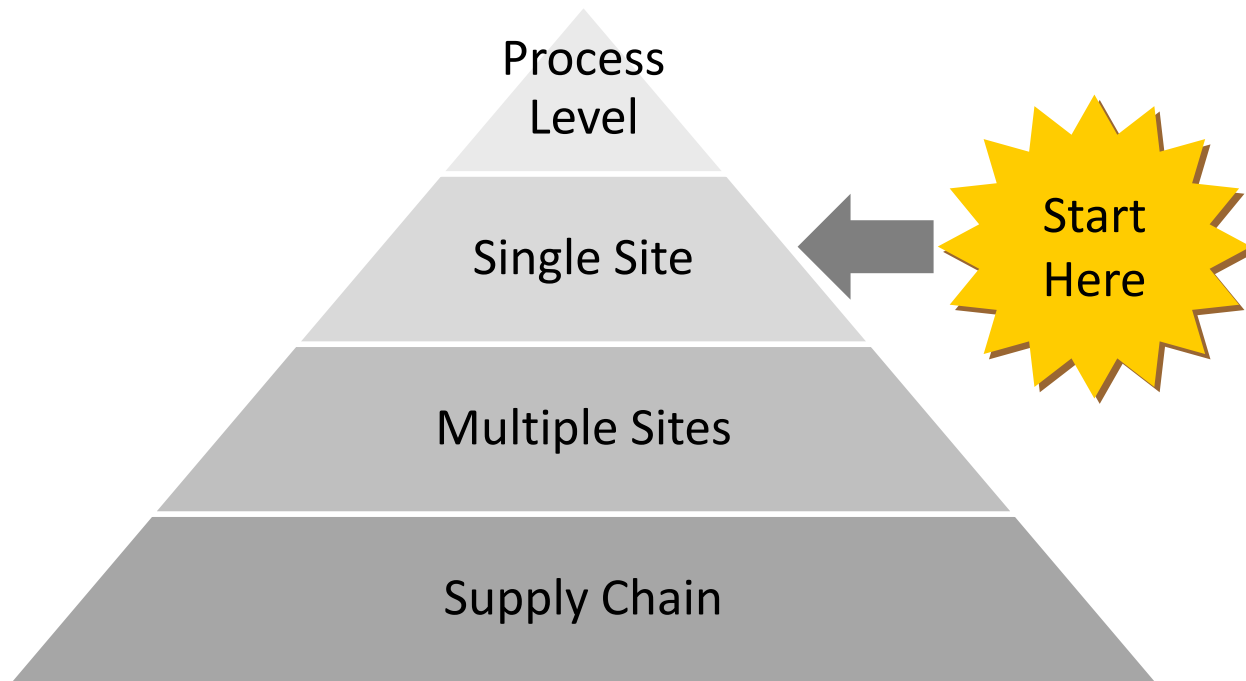 Process
Level
Single Site
Start
Here
Multiple Sites
Supply Chain